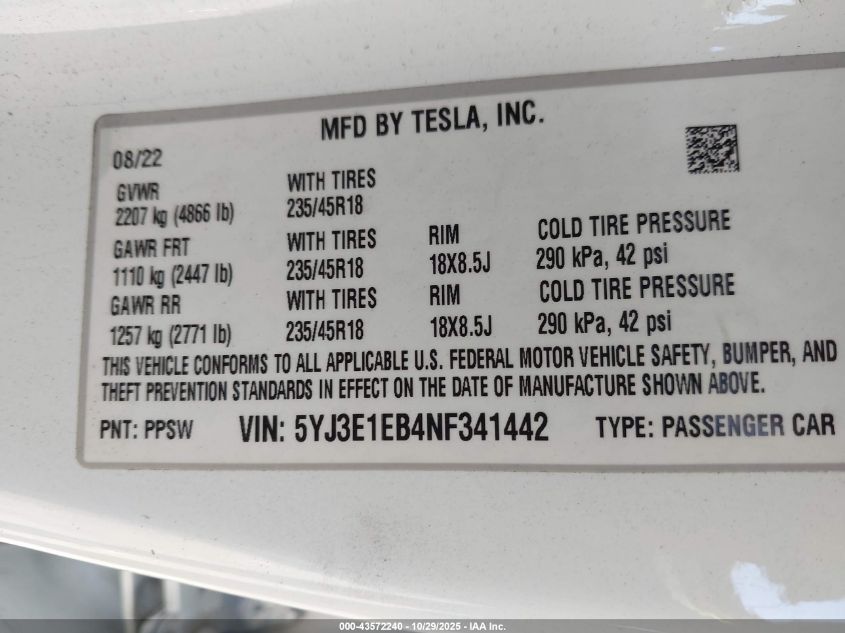 MFD BY TESLA, INC.
08/22
GVWR WITH TIRES
2207 kg (4866 lb) 235/45R18
GAWR FRT WITH TIRES RIM COLD TIRE PRESSURE
1110 kg (2447 lb) 235/45R18 18X8.5J 290 kPa, 42 psi
GAWR RR WITH TIRES RIM COLD TIRE PRESSURE
1257 kg (2771 lb) 235/45R18 18X8.5J 290 kPa, 42 psi
THIS VEHICLE CONFORMS TO ALL APPLICABLE U.S. FEDERAL MOTOR VEHICLE SAFETY, BUMPER, AND
THEFT PREVENTION STANDARDS IN EFFECT ON THE DATE OF MANUFACTURE SHOWN ABOVE.
PNT: PPSW VIN: 5YJ3E1EB4NF341442 TYPE: PASSENGER CAR
000-43572240 - 10/29/2025 - IAA Inc.